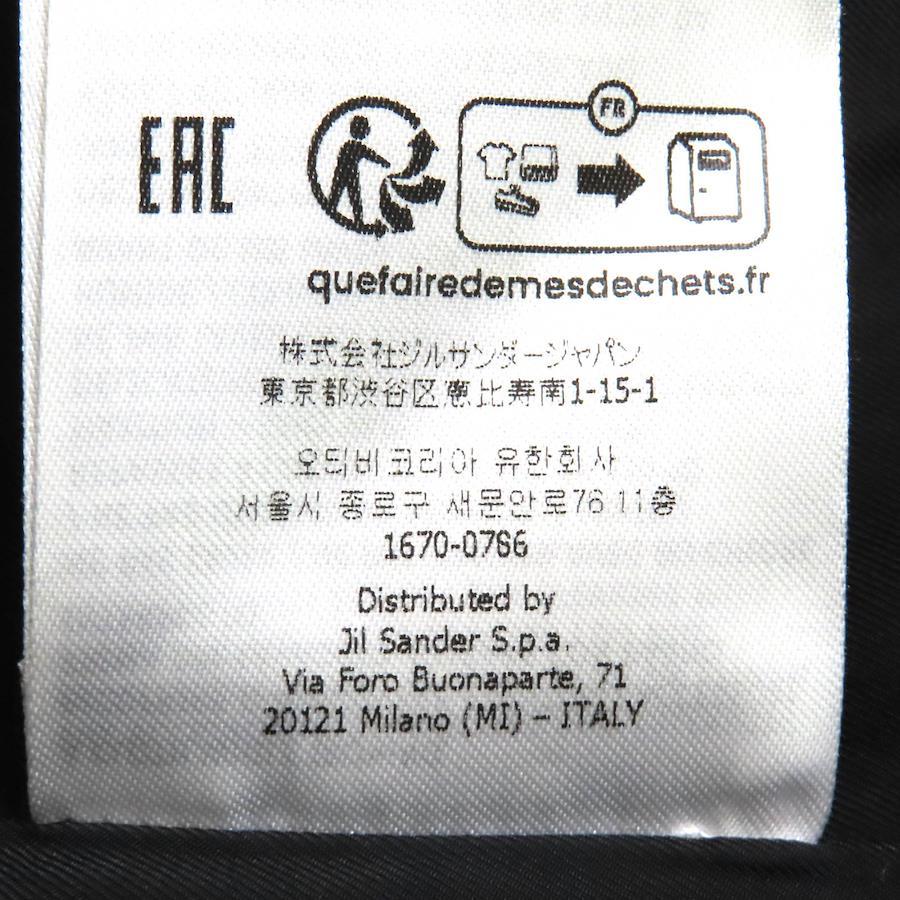 EAC
FR
quefairedemesdechets.fr
株式会社ジルサンダージャパン
東京都渋谷区恵比寿南1-15-1
오티비코리아 유한회사
서울시 종로구 새문안로76 11층
1670-0766
Distributed by
Jil Sander S.p.a.
Via Foro Buonaparte, 71
20121 Milano (MI) – ITALY